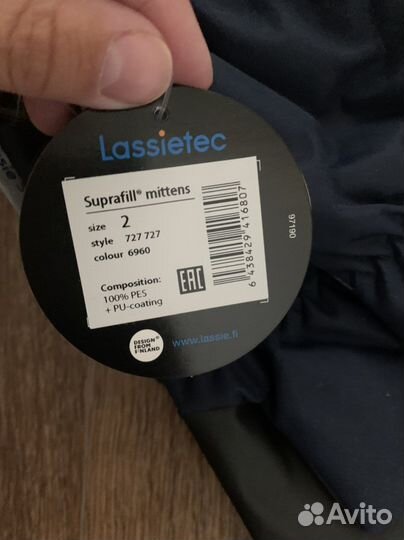 Lassietec
Suprafill® mittens
size 2
style 727 727
colour 6960
Composition:
100% PES
+ PU-coating
EAC
6 438429 416807
97190
DESIGN
FROM
FINLAND
www.lassie.fi
Avito